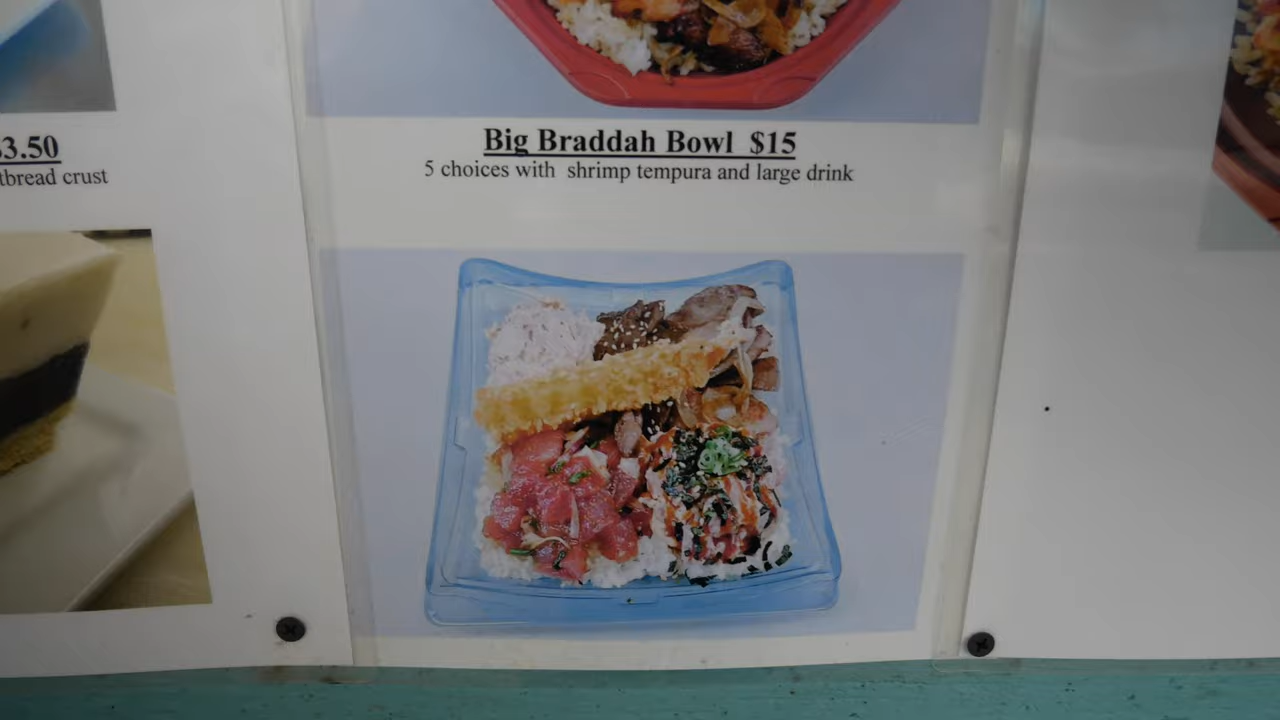 3.50
tbread crust
Big Braddah Bowl $15
5 choices with shrimp tempura and large drink